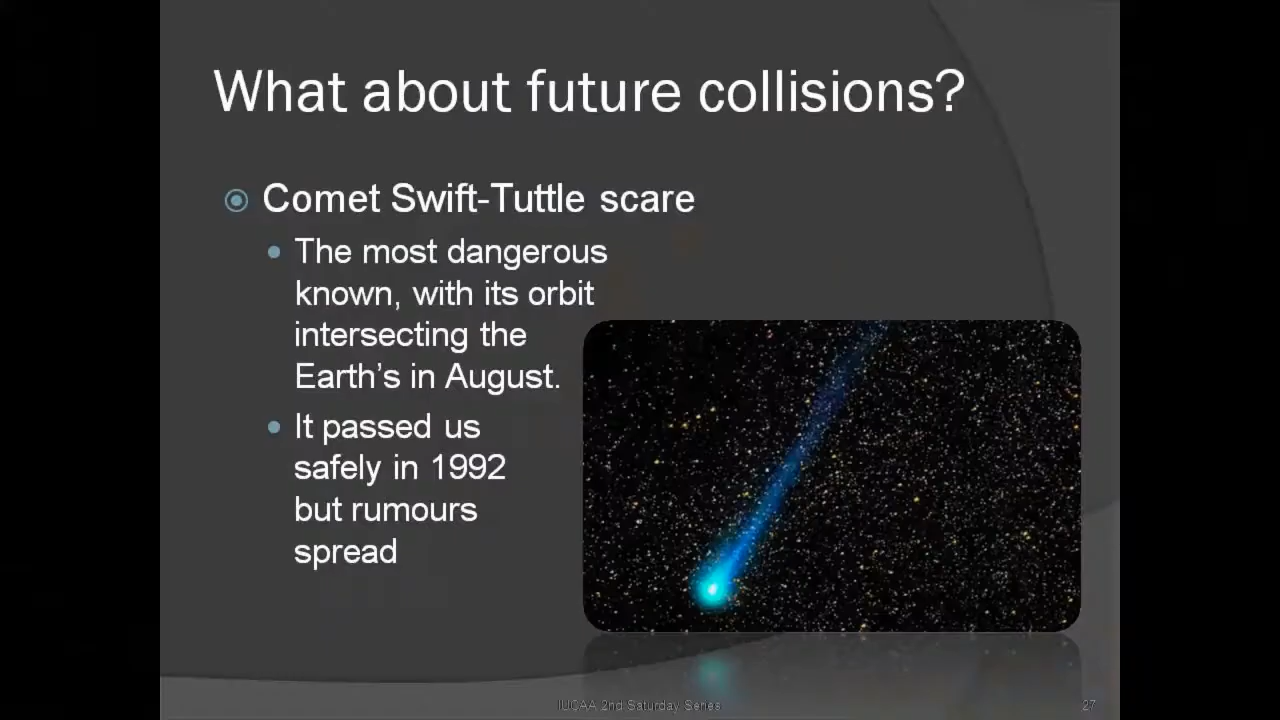 What about future collisions?
Comet Swift-Tuttle scare
The most dangerous
known, with its orbit
intersecting the
Earth's in August.
It passed us
safely in 1992
but rumours
spread
IUCAA 2nd Saturday Series
27